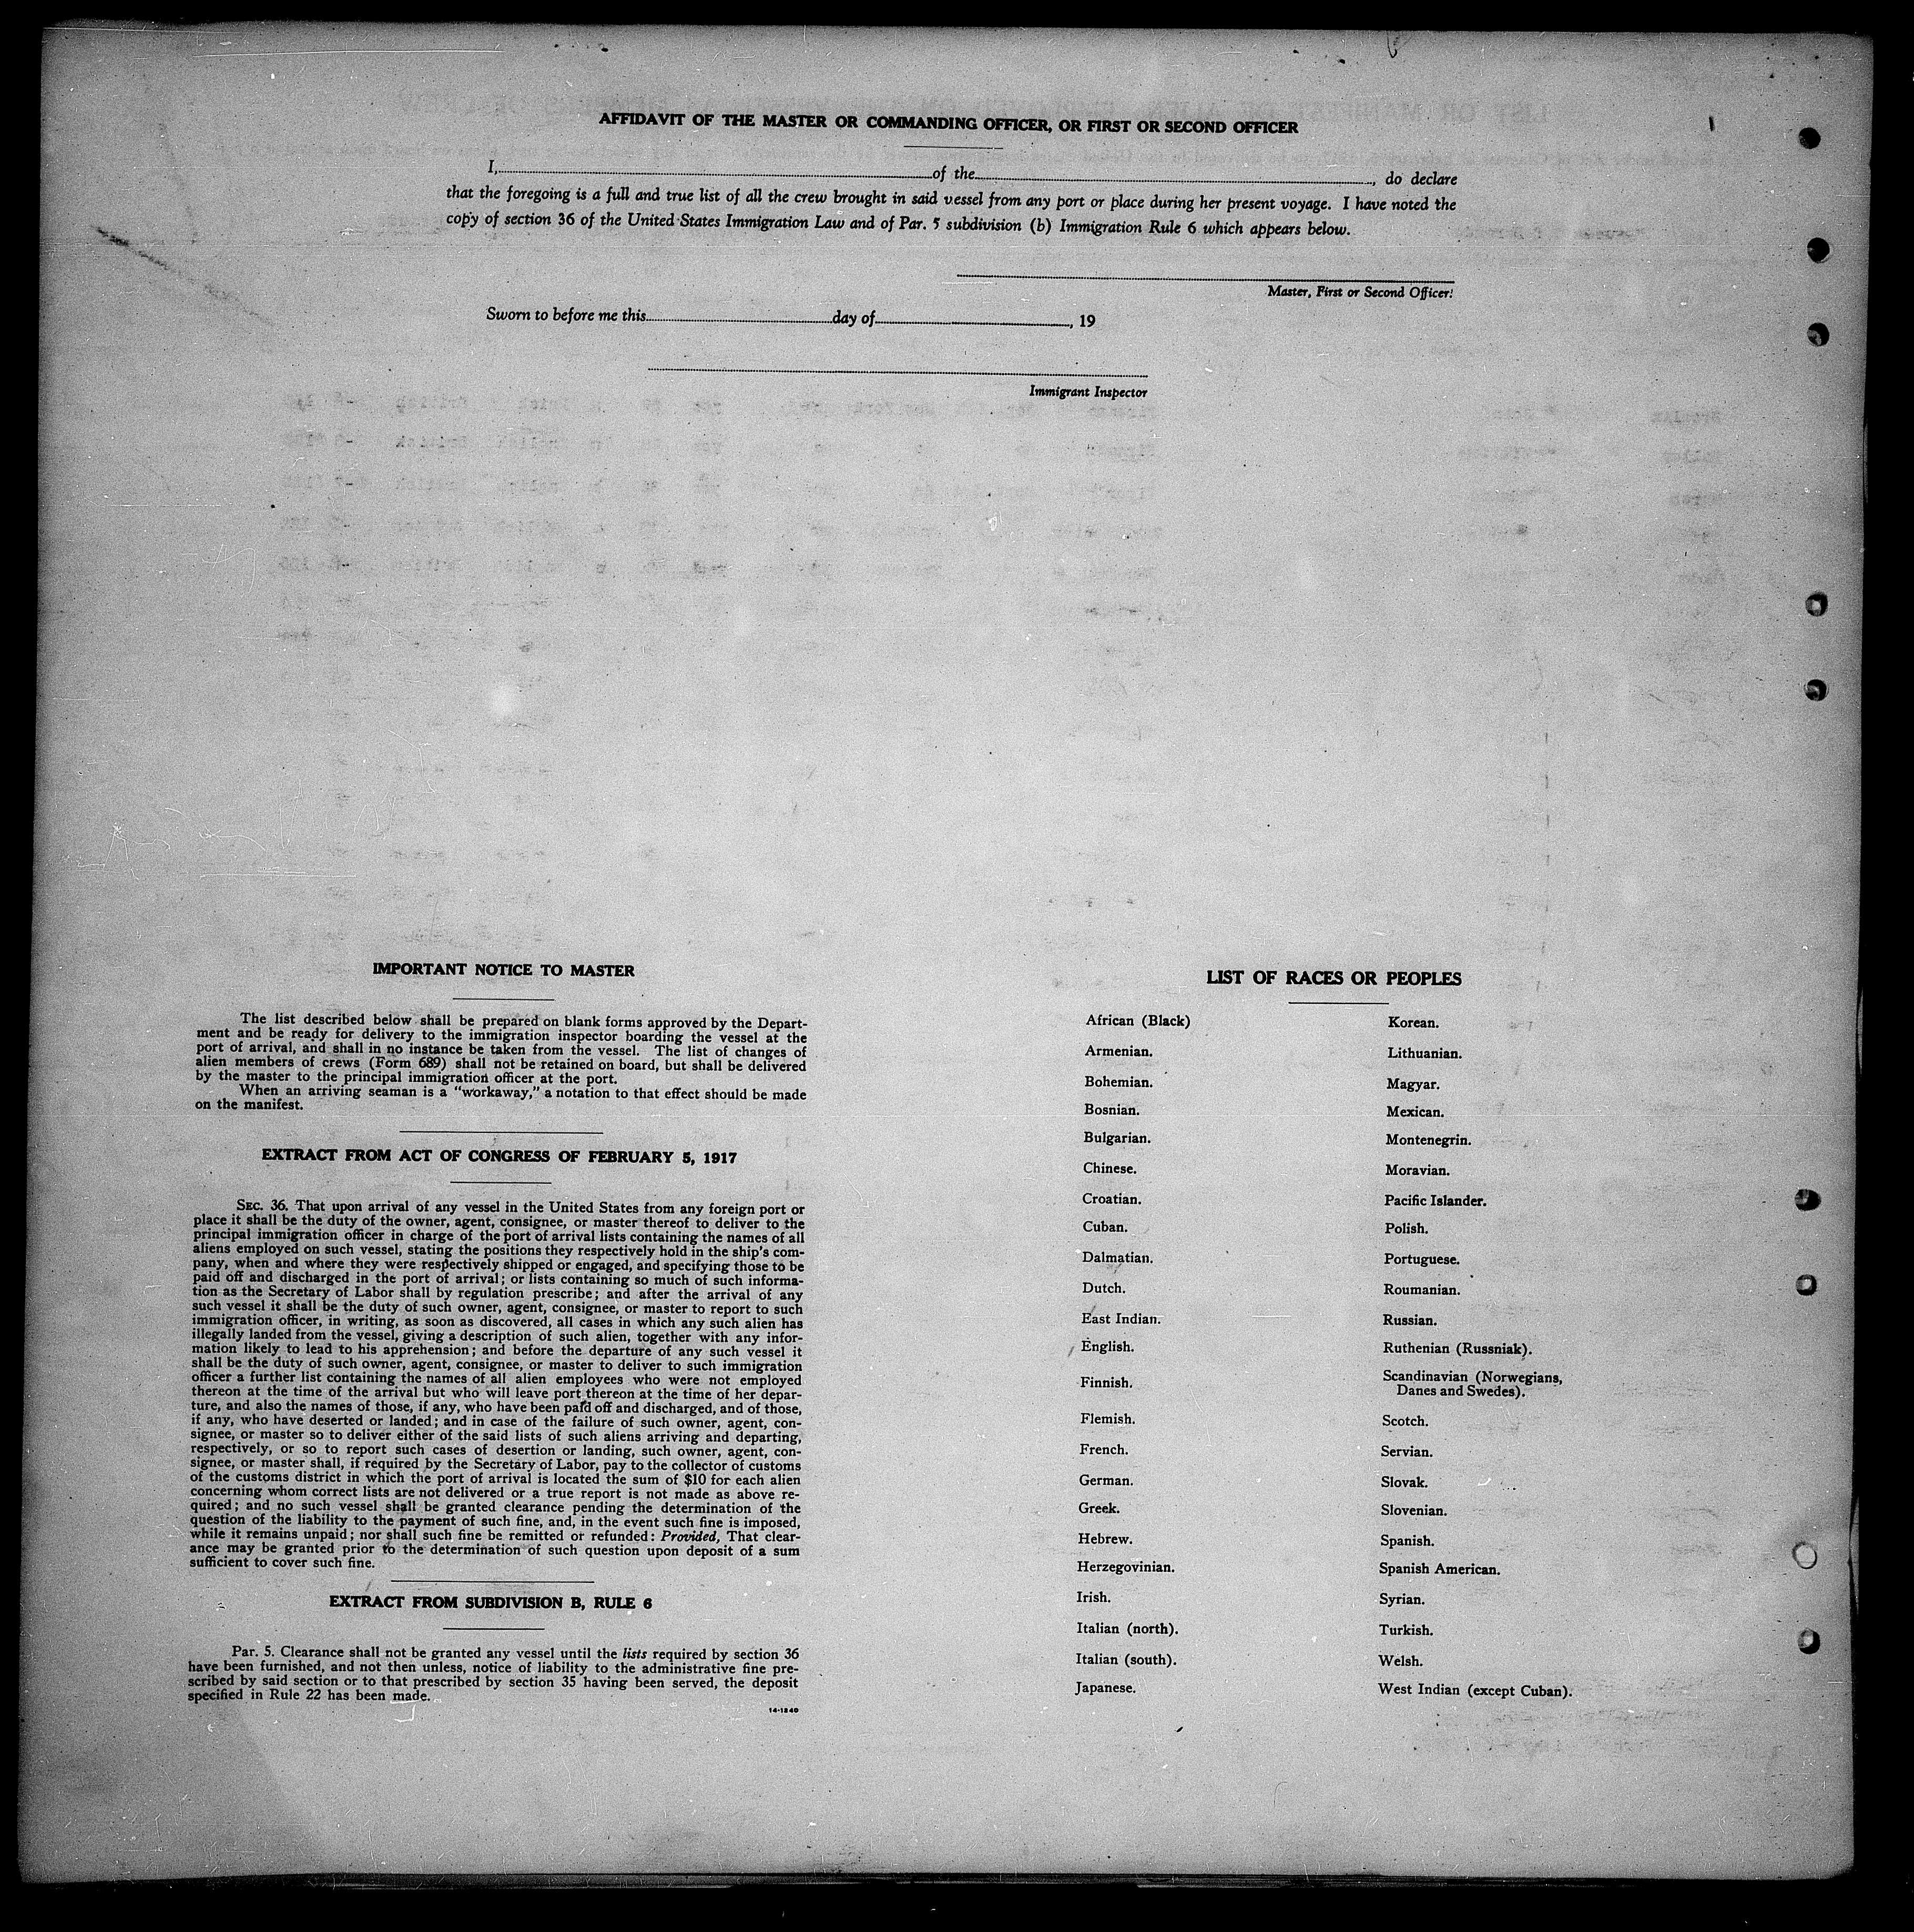 AFFIDAVIT OF THE MASTER OR COMMANDING OFFICER, OR FIRST OR SECOND OFFICER
I, of the , do declare
that the foregoing is a full and true list of all the crew brought in said vessel from any port or place during her present voyage. I have noted the
copy of section 36 of the United States Immigration Law and of Par. 5 subdivision (b) Immigration Rule 6 which appears below.
Master, First or Second Officer.
Sworn to before me this day of , 19
Immigrant Inspector
IMPORTANT NOTICE TO MASTER
The list described below shall be prepared on blank forms approved by the Depart-
ment and be ready for delivery to the immigration inspector boarding the vessel at the
port of arrival, and shall in no instance be taken from the vessel. The list of changes of
alien members of crews (Form 689) shall not be retained on board, but shall be delivered
by the master to the principal immigration officer at the port.
When an arriving seaman is a "workaway," a notation to that effect should be made
on the manifest.
EXTRACT FROM ACT OF CONGRESS OF FEBRUARY 5, 1917
SEC. 36. That upon arrival of any vessel in the United States from any foreign port or
place it shall be the duty of the owner, agent, consignee, or master thereof to deliver to the
principal immigration officer in charge of the port of arrival lists containing the names of all
aliens employed on such vessel, stating the positions they respectively hold in the ship's com-
pany, when and where they were respectively shipped or engaged, and specifying those to be
paid off and discharged in the port of arrival; or lists containing so much of such informa-
tion as the Secretary of Labor shall by regulation prescribe; and after the arrival of any
such vessel it shall be the duty of such owner, agent, consignee, or master to report to such
immigration officer, in writing, as soon as discovered, all cases in which any such alien has
illegally landed from the vessel, giving a description of such alien, together with any infor-
mation likely to lead to his apprehension; and before the departure of any such vessel it
shall be the duty of such owner, agent, consignee, or master to deliver to such immigration
officer a further list containing the names of all alien employees who were not employed
thereon at the time of the arrival but who will leave port thereon at the time of her depar-
ture, and also the names of those, if any, who have been paid off and discharged, and of those,
if any, who have deserted or landed; and in case of the failure of such owner, agent, con-
signee, or master so to deliver either of the said lists of such aliens arriving and departing,
respectively, or so to report such cases of desertion or landing, such owner, agent, con-
signee, or master shall, if required by the Secretary of Labor, pay to the collector of customs
of the customs district in which the port of arrival is located the sum of $10 for each alien
concerning whom correct lists are not delivered or a true report is not made as above re-
quired; and no such vessel shall be granted clearance pending the determination of the
question of the liability to the payment of such fine, and, in the event such fine is imposed,
while it remains unpaid; nor shall such fine be remitted or refunded: Provided, That clear-
ance may be granted prior to the determination of such question upon deposit of a sum
sufficient to cover such fine.
EXTRACT FROM SUBDIVISION B, RULE 6
Par. 5. Clearance shall not be granted any vessel until the lists required by section 36
have been furnished, and not then unless, notice of liability to the administrative fine pre-
scribed by said section or to that prescribed by section 35 having been served, the deposit
specified in Rule 22 has been made.
14-1240
LIST OF RACES OR PEOPLES
African (Black)
Armenian.
Bohemian.
Bosnian.
Bulgarian.
Chinese.
Croatian.
Cuban.
Dalmatian.
Dutch.
East Indian.
English.
Finnish.
Flemish.
French.
German.
Greek.
Hebrew.
Herzegovinian.
Irish.
Italian (north).
Italian (south).
Japanese.
Korean.
Lithuanian.
Magyar.
Mexican.
Montenegrin.
Moravian.
Pacific Islander.
Polish.
Portuguese.
Roumanian.
Russian.
Ruthenian (Russniak).
Scandinavian (Norwegians,
Danes and Swedes).
Scotch.
Servian.
Slovak.
Slovenian.
Spanish.
Spanish American.
Syrian.
Turkish.
Welsh.
West Indian (except Cuban).